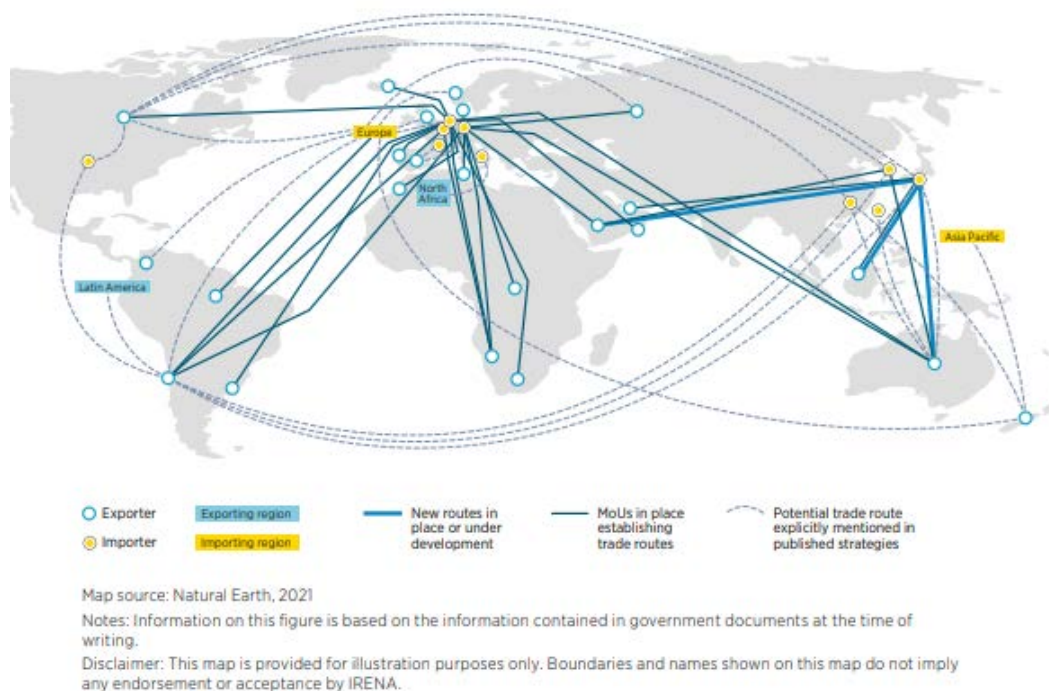 Europe
North
Africa
Asia Pacific
Latin America
Exporter
Exporting region
New routes in
place or under
development
MoUs in place
establishing
trade routes
Potential trade route
explicitly mentioned in
published strategies
Importer
Importing region
Map source: Natural Earth, 2021
Notes: Information on this figure is based on the information contained in government documents at the time of
writing.
Disclaimer: This map is provided for illustration purposes only. Boundaries and names shown on this map do not imply
any endorsement or acceptance by IRENA.